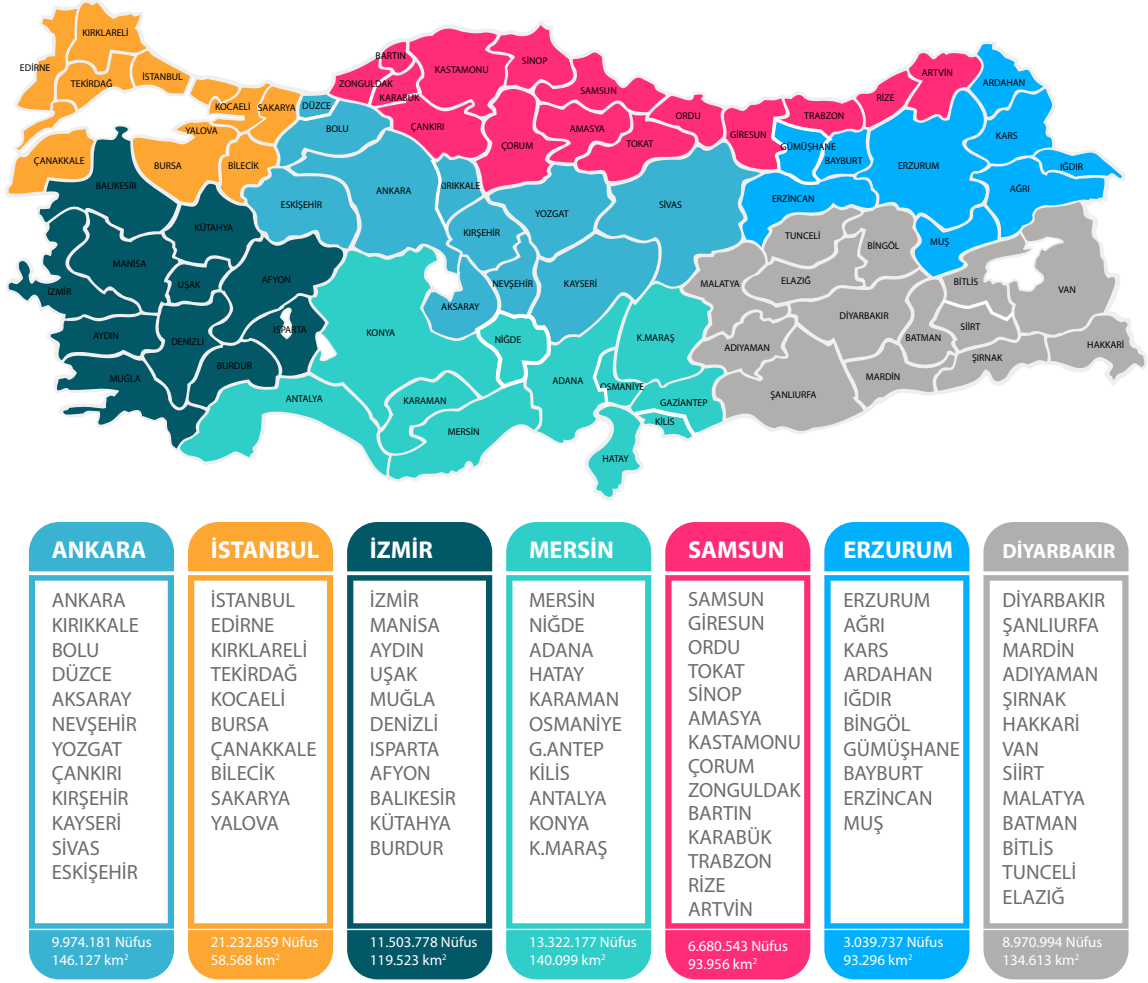 KIRKLARELİ
EDİRNE
TEKİRDAĞ
İSTANBUL
KOCAELİ
SAKARYA
YALOVA
ÇANAKKALE
BURSA
BİLECİK
DÜZCE
BOLU
ZONGULDAK
BARTIN
KARABÜK
KASTAMONU
SİNOP
ÇANKIRI
ÇORUM
SAMSUN
AMASYA
TOKAT
ORDU
GİRESUN
TRABZON
RİZE
ARTVİN
ARDAHAN
KARS
IĞDIR
AĞRI
ERZURUM
GÜMÜŞHANE
BAYBURT
ERZİNCAN
MUŞ
BALIKESİR
KÜTAHYA
ESKİŞEHİR
ANKARA
KIRIKKALE
KIRŞEHİR
YOZGAT
SİVAS
TUNCELİ
BİNGÖL
MANİSA
UŞAK
AFYON
İZMİR
AKSARAY
NEVŞEHİR
KAYSERİ
MALATYA
ELAZIĞ
BİTLİS
VAN
AYDIN
DENİZLİ
ISPARTA
KONYA
NİĞDE
K.MARAŞ
ADIYAMAN
DİYARBAKIR
BATMAN
SİİRT
ŞIRNAK
HAKKARİ
MUĞLA
BURDUR
ANTALYA
KARAMAN
MERSİN
ADANA
OSMANİYE
GAZİANTEP
KİLİS
HATAY
ŞANLIURFA
MARDİN
ANKARA
ANKARA
KIRIKKALE
BOLU
DÜZCE
AKSARAY
NEVŞEHİR
YOZGAT
ÇANKIRI
KIRŞEHİR
KAYSERİ
SİVAS
ESKİŞEHİR
9.974.181 Nüfus
146.127 km²
İSTANBUL
İSTANBUL
EDİRNE
KIRKLARELİ
TEKİRDAĞ
KOCAELİ
BURSA
ÇANAKKALE
BİLECİK
SAKARYA
YALOVA
21.232.859 Nüfus
58.568 km²
İZMİR
İZMİR
MANİSA
AYDIN
UŞAK
MUĞLA
DENİZLİ
ISPARTA
AFYON
BALIKESİR
KÜTAHYA
BURDUR
11.503.778 Nüfus
119.523 km²
MERSİN
MERSİN
NİĞDE
ADANA
HATAY
KARAMAN
OSMANİYE
G.ANTEP
KİLİS
ANTALYA
KONYA
K.MARAŞ
13.322.177 Nüfus
140.099 km²
SAMSUN
SAMSUN
GİRESUN
ORDU
TOKAT
SİNOP
AMASYA
KASTAMONU
ÇORUM
ZONGULDAK
BARTIN
KARABÜK
TRABZON
RİZE
ARTVİN
6.680.543 Nüfus
93.956 km²
ERZURUM
ERZURUM
AĞRI
KARS
ARDAHAN
IĞDIR
BİNGÖL
GÜMÜŞHANE
BAYBURT
ERZİNCAN
MUŞ
3.039.737 Nüfus
93.296 km²
DİYARBAKIR
DİYARBAKIR
ŞANLIURFA
MARDİN
ADIYAMAN
ŞIRNAK
HAKKARİ
VAN
SİİRT
MALATYA
BATMAN
BİTLİS
TUNCELİ
ELAZIĞ
8.970.994 Nüfus
134.613 km²